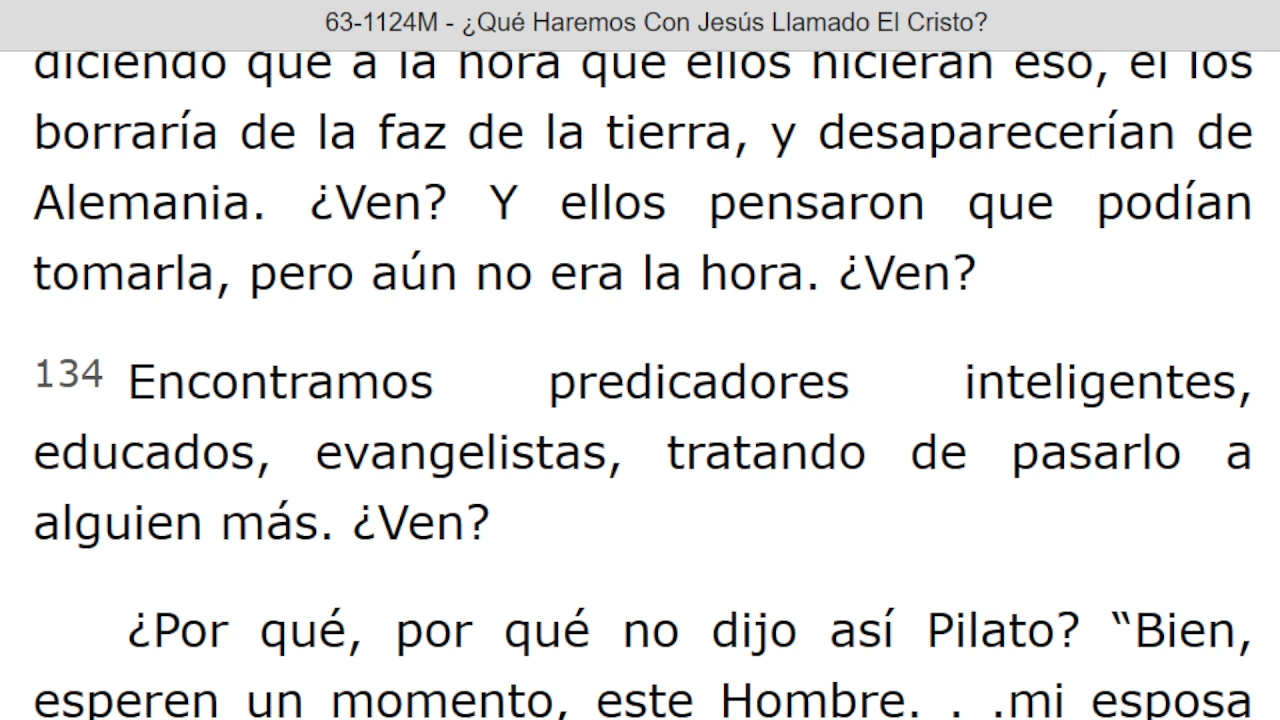 63-1124M - ¿Qué Haremos Con Jesús Llamado El Cristo?
diciendo que a la hora que ellos hicieran eso, él los
borraría de la faz de la tierra, y desaparecerían de
Alemania. ¿Ven? Y ellos pensaron que podían
tomarla, pero aún no era la hora. ¿Ven?
134 Encontramos predicadores inteligentes,
educados, evangelistas, tratando de pasarlo a
alguien más. ¿Ven?
¿Por qué, por qué no dijo así Pilato? “Bien,
esperen un momento, este Hombre. . .mi esposa